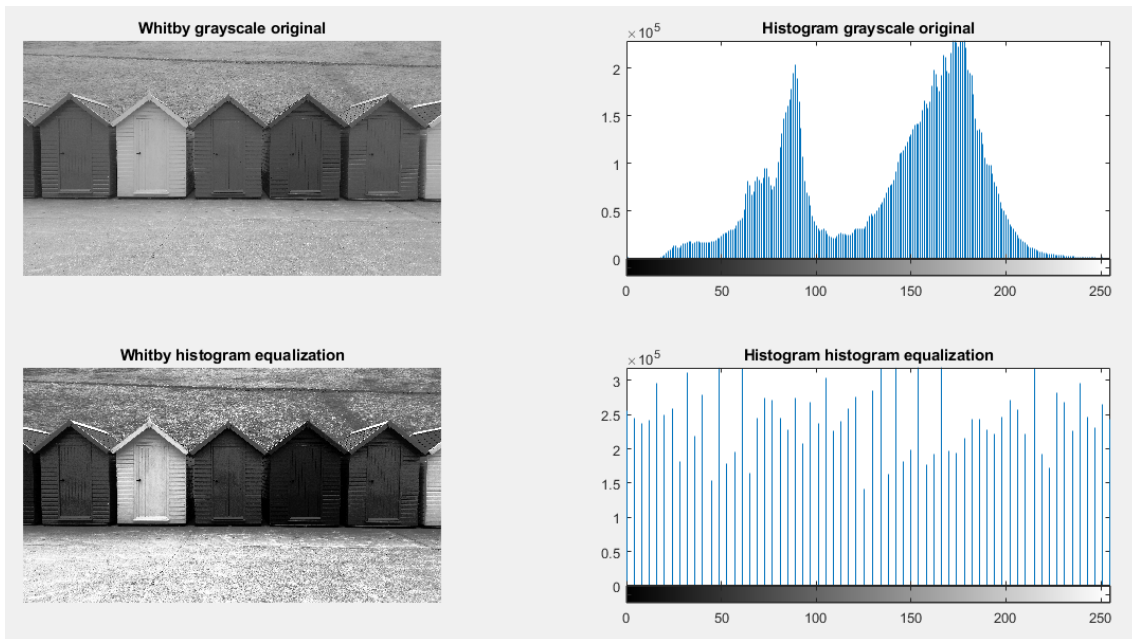 Whitby grayscale original
Histogram grayscale original
×10^5
2
1.5
1
0.5
0
0 50 100 150 200 250
Whitby histogram equalization
Histogram histogram equalization
×10^5
3
2.5
2
1.5
1
0.5
0
0 50 100 150 200 250